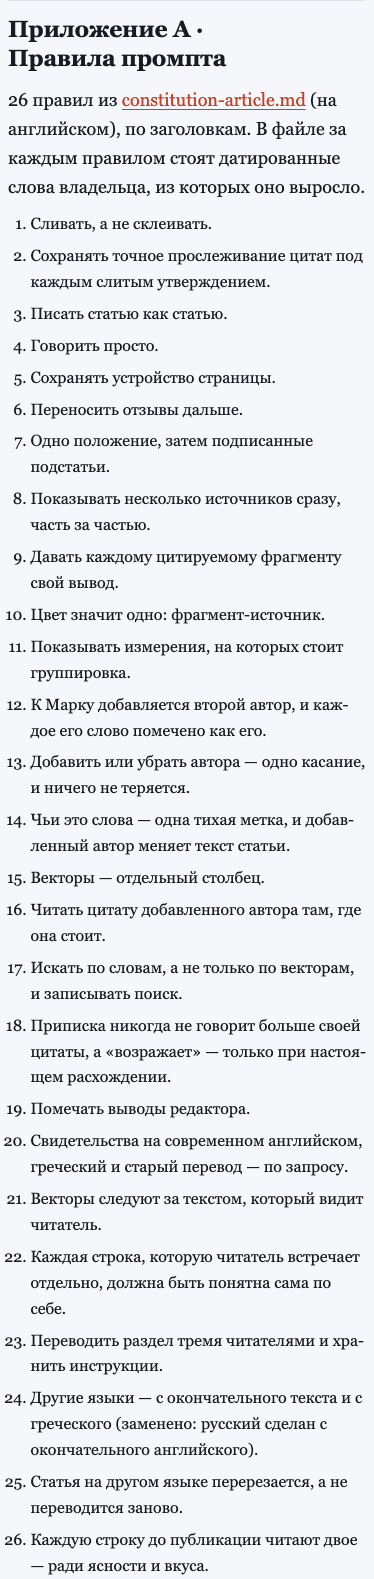 Приложение А ·
Правила промпта
26 правил из constitution-article.md (на
английском), по заголовкам. В файле за
каждым правилом стоят датированные
слова владельца, из которых оно выросло.
1. Сливать, а не склеивать.
2. Сохранять точное прослеживание цитат под
каждым слитым утверждением.
3. Писать статью как статью.
4. Говорить просто.
5. Сохранять устройство страницы.
6. Переносить отзывы дальше.
7. Одно положение, затем подписанные
подстатьи.
8. Показывать несколько источников сразу,
часть за частью.
9. Давать каждому цитируемому фрагменту
свой вывод.
10. Цвет значит одно: фрагмент-источник.
11. Показывать измерения, на которых стоит
группировка.
12. К Марку добавляется второй автор, и каж-
дое его слово помечено как его.
13. Добавить или убрать автора — одно касание,
и ничего не теряется.
14. Чьи это слова — одна тихая метка, и добав-
ленный автор меняет текст статьи.
15. Векторы — отдельный столбец.
16. Читать цитату добавленного автора там, где
она стоит.
17. Искать по словам, а не только по векторам,
и записывать поиск.
18. Приписка никогда не говорит больше своей
цитаты, а «возражает» — только при настоя-
щем расхождении.
19. Помечать выводы редактора.
20. Свидетельства на современном английском,
греческий и старый перевод — по запросу.
21. Векторы следуют за текстом, который видит
читатель.
22. Каждая строка, которую читатель встречает
отдельно, должна быть понятна сама по
себе.
23. Переводить раздел тремя читателями и хра-
нить инструкции.
24. Другие языки — с окончательного текста и с
греческого (заменено: русский сделан с
окончательного английского).
25. Статья на другом языке перерезается, а не
переводится заново.
26. Каждую строку до публикации читают двое
— ради ясности и вкуса.